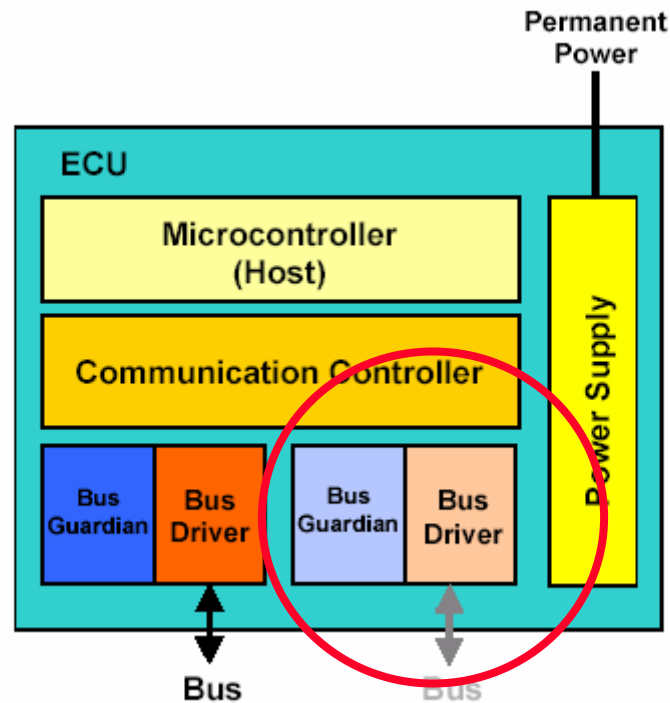 Permanent
Power
ECU
Microcontroller
(Host)
Communication Controller
Power Supply
Bus
Guardian
Bus
Driver
Bus
Guardian
Bus
Driver
Bus
Bus